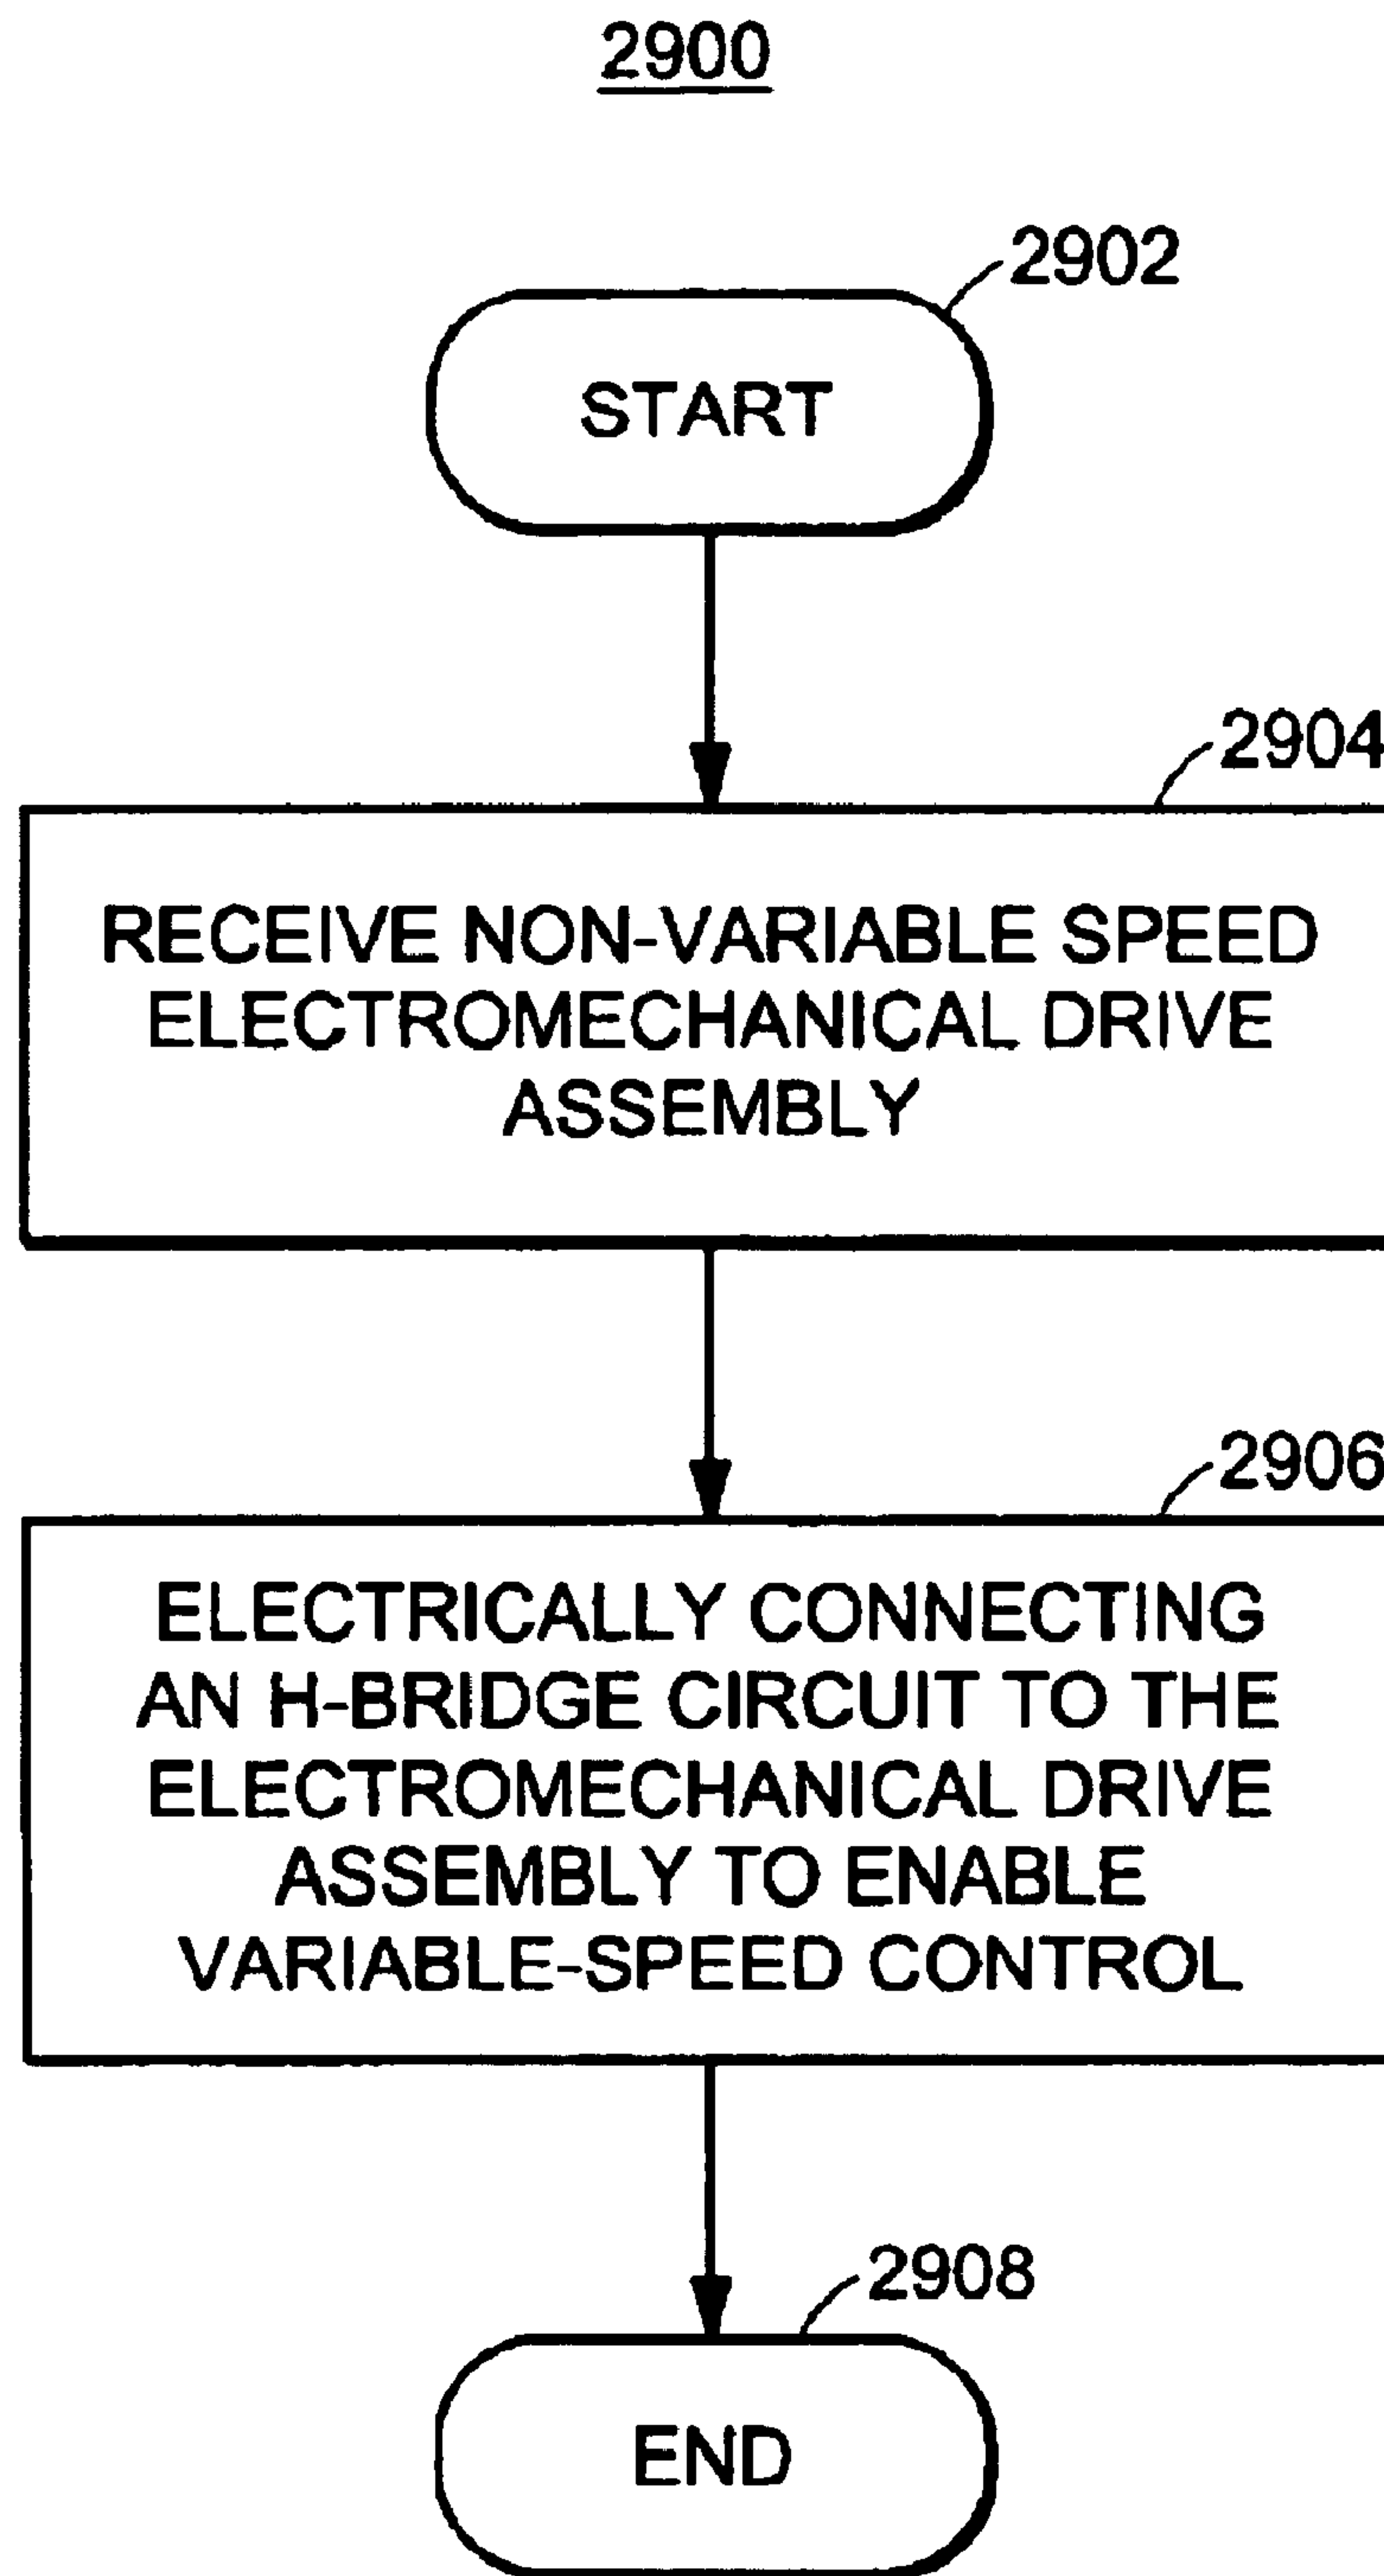 2900
2902
START
2904
RECEIVE NON-VARIABLE SPEED
ELECTROMECHANICAL DRIVE
ASSEMBLY
2906
ELECTRICALLY CONNECTING
AN H-BRIDGE CIRCUIT TO THE
ELECTROMECHANICAL DRIVE
ASSEMBLY TO ENABLE
VARIABLE-SPEED CONTROL
2908
END